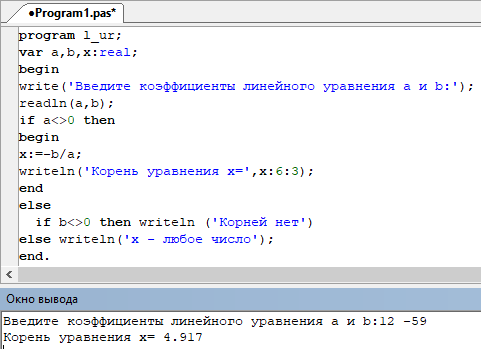 ●Program1.pas*
program l_ur;
var a,b,x:real;
begin
write('Введите коэффициенты линейного уравнения a и b:');
readln(a,b);
if a<>0 then
begin
x:=-b/a;
writeln('Корень уравнения x=',x:6:3);
end
else
  if b<>0 then writeln ('Корней нет')
else writeln('x - любое число');
end.
Окно вывода
Введите коэффициенты линейного уравнения a и b:12 -59
Корень уравнения x= 4.917